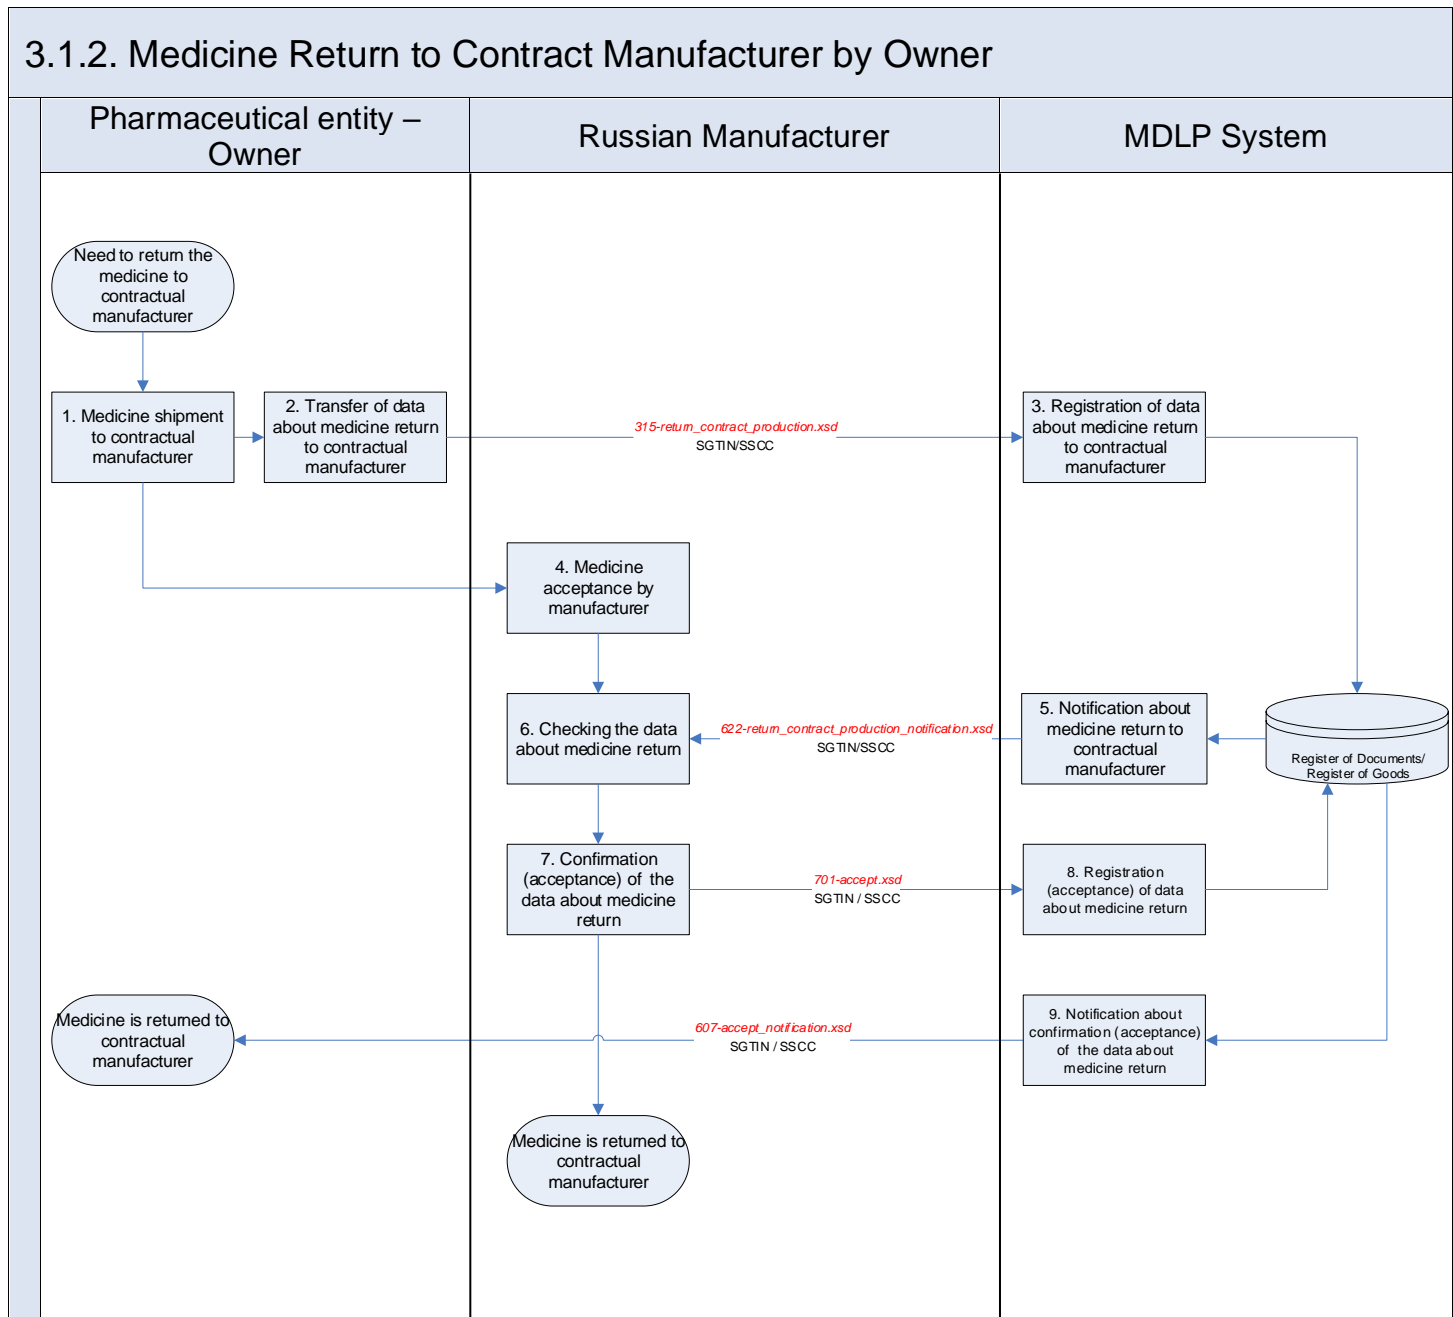 3.1.2. Medicine Return to Contract Manufacturer by Owner
Pharmaceutical entity –
Owner
Russian Manufacturer
MDLP System
Need to return the
medicine to
contractual
manufacturer
1. Medicine shipment
to contractual
manufacturer
2. Transfer of data
about medicine return
to contractual
manufacturer
315-return_contract_production.xsd
SGTIN/SSCC
3. Registration of data
about medicine return
to contractual
manufacturer
4. Medicine
acceptance by
manufacturer
6. Checking the data
about medicine return
622-return_contract_production_notification.xsd
SGTIN/SSCC
5. Notification about
medicine return to
contractual
manufacturer
Register of Documents/
Register of Goods
7. Confirmation
(acceptance) of the
data about medicine
return
701-accept.xsd
SGTIN / SSCC
8. Registration
(acceptance) of data
about medicine return
Medicine is returned to
contractual
manufacturer
607-accept_notification.xsd
SGTIN / SSCC
9. Notification about
confirmation (acceptance)
of the data about
medicine return
Medicine is returned to
contractual
manufacturer